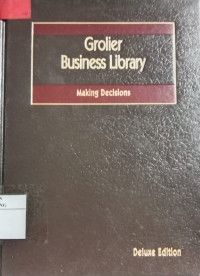 Grolier
Business Library
Making Decisions
Deluxe Edition